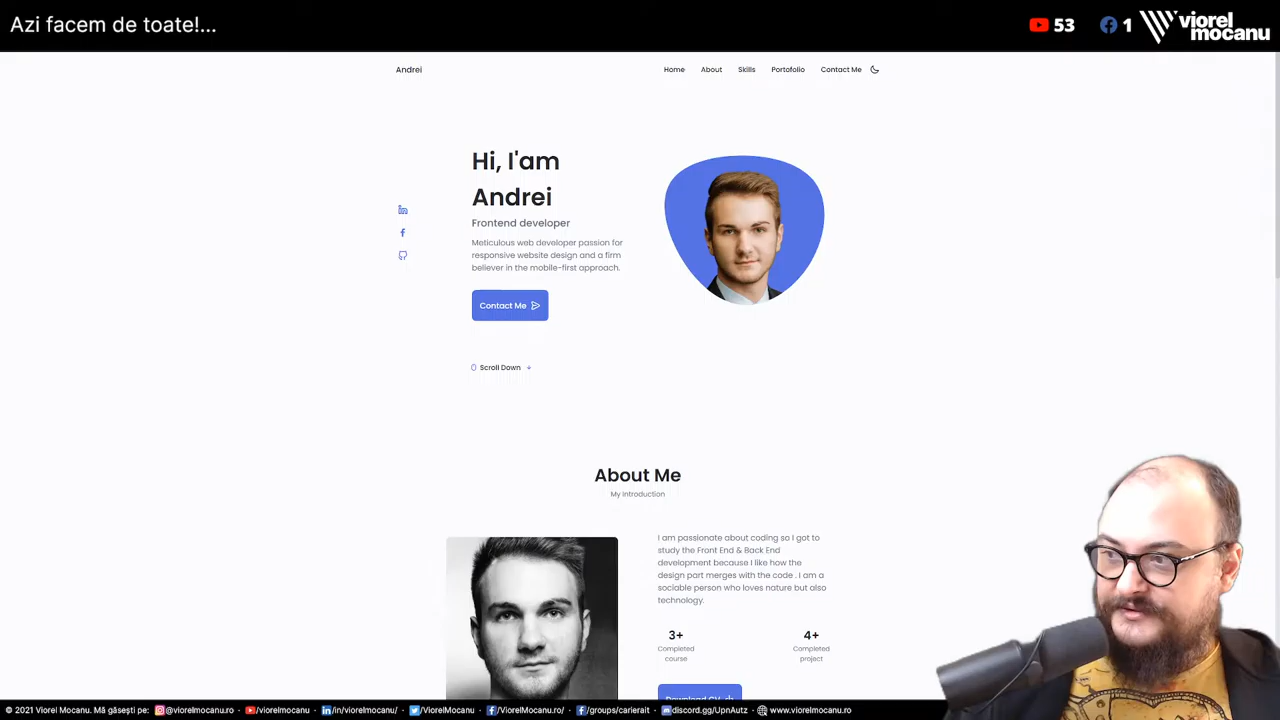 Azi facem de toate!...
53
1
viorel
mocanu
Andrei
Home
About
Skills
Portofolio
Contact Me
Hi, I'am
Andrei
Frontend developer
Meticulous web developer passion for
responsive website design and a firm
believer in the mobile-first approach.
Contact Me
Scroll Down
About Me
My introduction
I am passionate about coding so I got to
study the Front End & Back End
development because I like how the
design part merges with the code . I am a
sociable person who loves nature but also
technology.
3+
Completed
course
4+
Completed
project
Download CV
© 2021 Viorel Mocanu. Mă găsești pe: @viorelmocanu.ro · /viorelmocanu · /in/viorelmocanu/ · /ViorelMocanu · /ViorelMocanu.ro/ · /groups/carierait · discord.gg/UpnAutz · www.viorelmocanu.ro